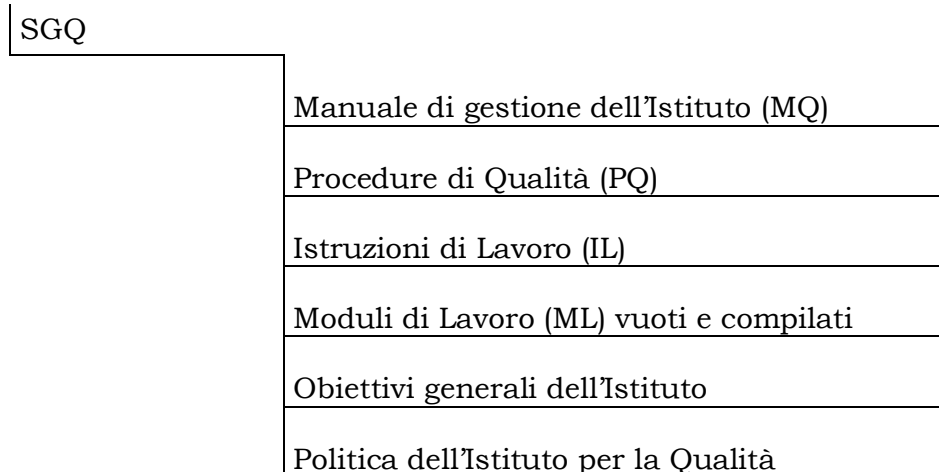 SGQ
Manuale di gestione dell’Istituto (MQ)
Procedure di Qualità (PQ)
Istruzioni di Lavoro (IL)
Moduli di Lavoro (ML) vuoti e compilati
Obiettivi generali dell’Istituto
Politica dell’Istituto per la Qualità